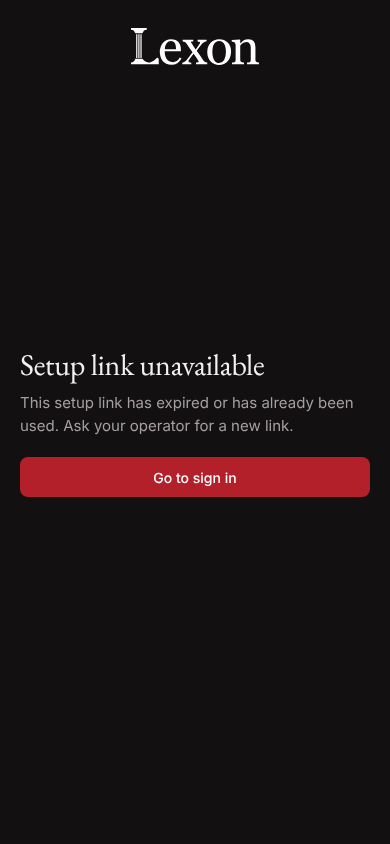 Lexon
Setup link unavailable
This setup link has expired or has already been
used. Ask your operator for a new link.
Go to sign in